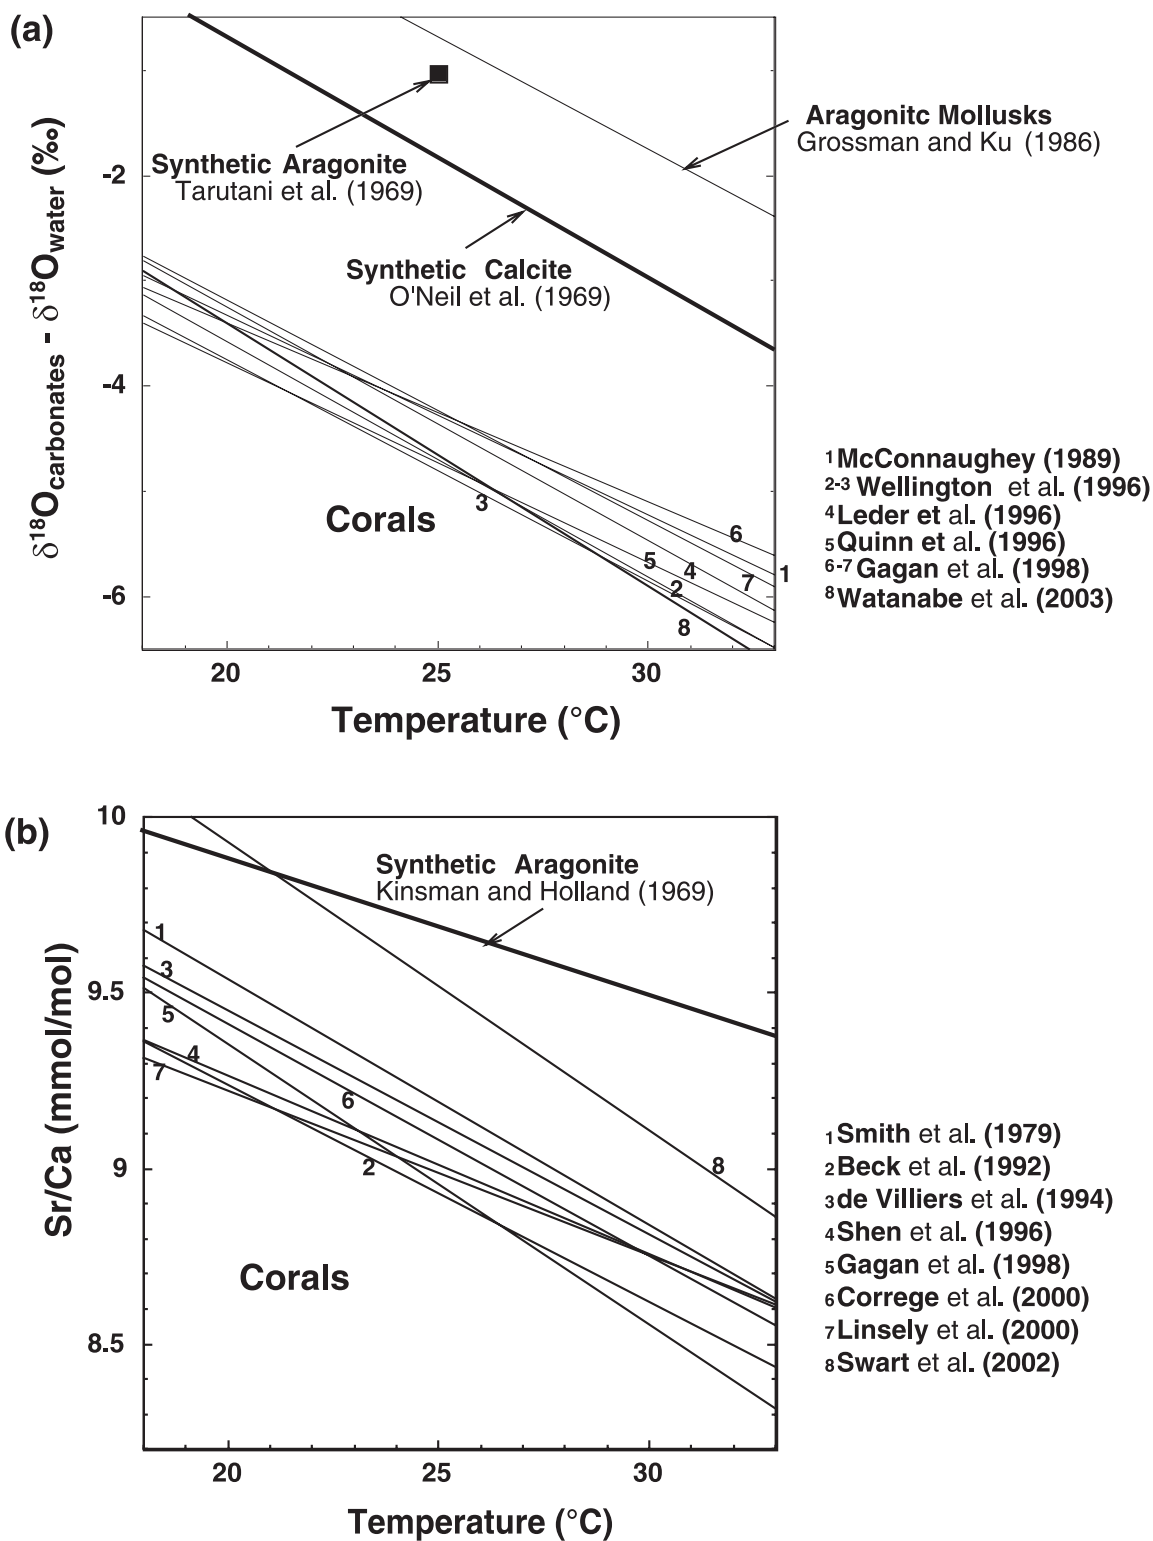 (a)
δ18Ocarbonates - δ18Owater (‰)
-2
-4
-6
Synthetic Aragonite
Tarutani et al. (1969)
Aragonitc Mollusks
Grossman and Ku (1986)
Synthetic Calcite
O'Neil et al. (1969)
Corals
3
6
5
4
7
1
2
8
1McConnaughey (1989)
2-3 Wellington et al. (1996)
4Leder et al. (1996)
5Quinn et al. (1996)
6-7 Gagan et al. (1998)
8Watanabe et al. (2003)
20
25
30
Temperature (°C)
(b)
Sr/Ca (mmol/mol)
10
9.5
9
8.5
Synthetic Aragonite
Kinsman and Holland (1969)
1
3
5
4
7
6
2
8
Corals
1Smith et al. (1979)
2Beck et al. (1992)
3de Villiers et al. (1994)
4Shen et al. (1996)
5Gagan et al. (1998)
6Correge et al. (2000)
7Linsely et al. (2000)
8Swart et al. (2002)
20
25
30
Temperature (°C)